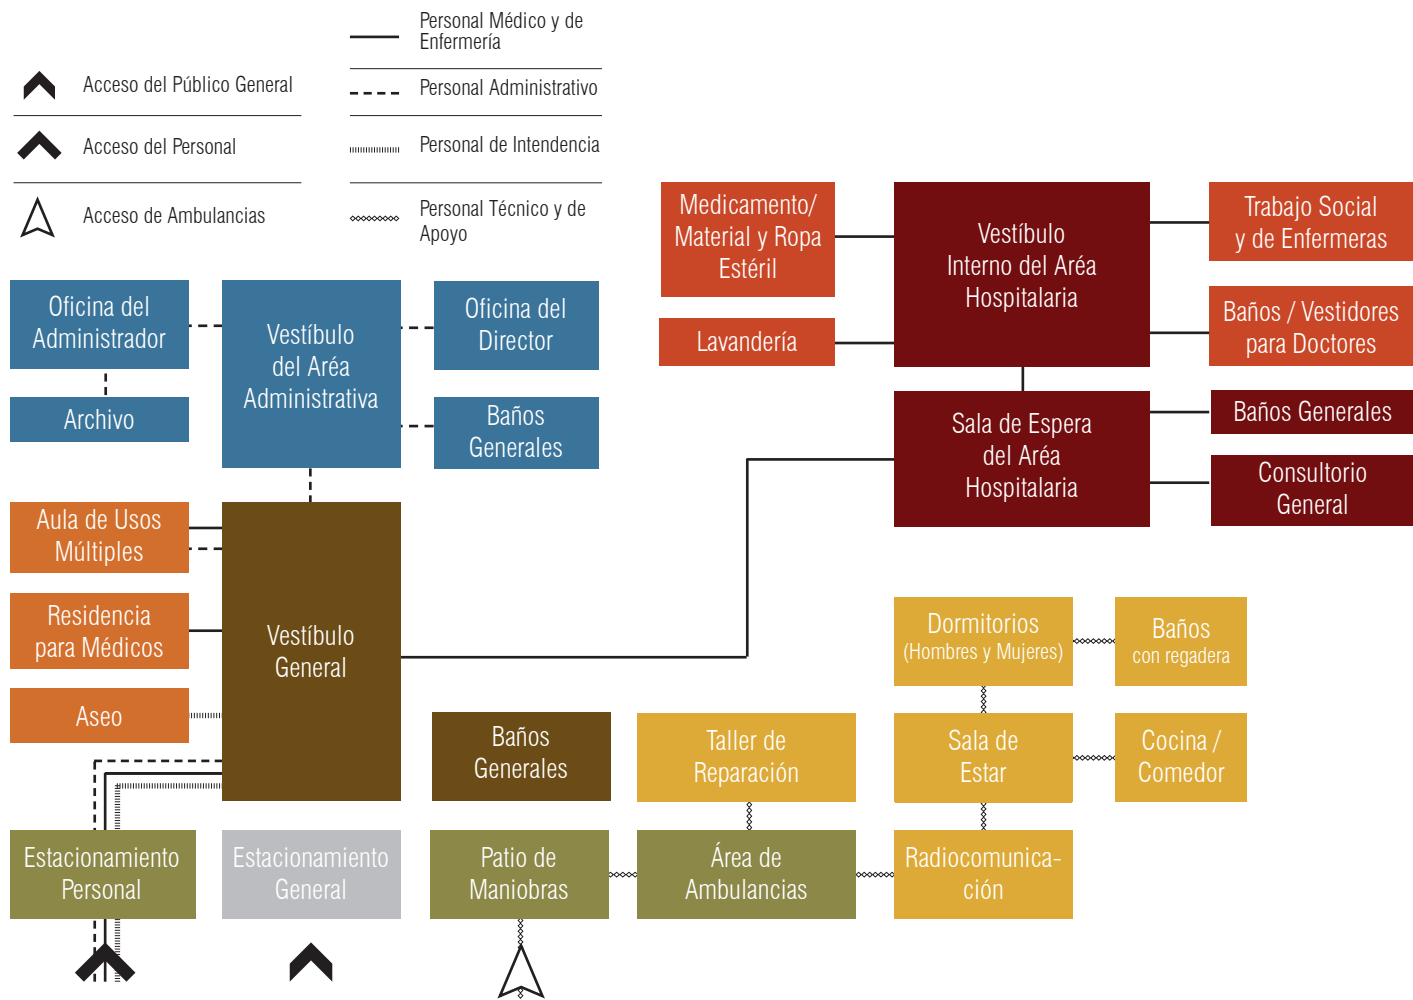 Acceso del Público General
Acceso del Personal
Acceso de Ambulancias
Personal Médico y de
Enfermería
Personal Administrativo
Personal de Intendencia
Personal Técnico y de
Apoyo
Medicamento/
Material y Ropa
Estéril
Lavandería
Vestíbulo
Interno del Aréa
Hospitalaria
Trabajo Social
y de Enfermeras
Baños / Vestidores
para Doctores
Sala de Espera
del Aréa
Hospitalaria
Baños Generales
Consultorio
General
Oficina del
Administrador
Archivo
Vestíbulo
del Aréa
Administrativa
Oficina del
Director
Baños
Generales
Aula de Usos
Múltiples
Residencia
para Médicos
Aseo
Vestíbulo
General
Baños
Generales
Taller de
Reparación
Dormitorios
(Hombres y Mujeres)
Baños
con regadera
Sala de
Estar
Cocina /
Comedor
Estacionamiento
Personal
Estacionamiento
General
Patio de
Maniobras
Área de
Ambulancias
Radiocomunica-
ción